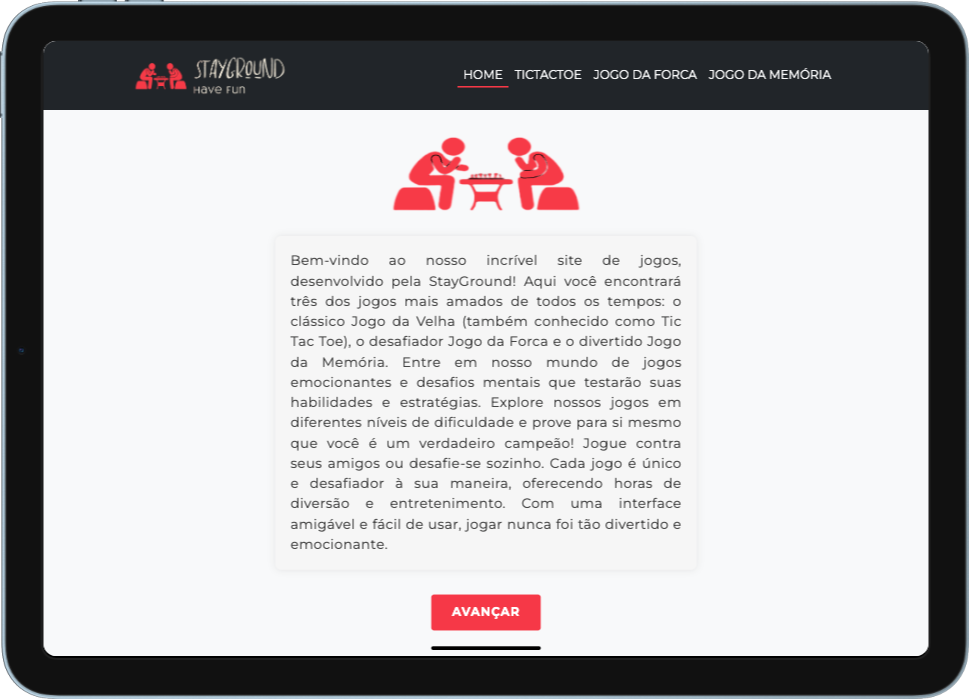 STAYGROUND
Have Fun
HOME TICTACTOE JOGO DA FORCA JOGO DA MEMÓRIA
Bem-vindo ao nosso incrível site de jogos,
desenvolvido pela StayGround! Aqui você encontrará
três dos jogos mais amados de todos os tempos: o
clássico Jogo da Velha (também conhecido como Tic
Tac Toe), o desafiador Jogo da Forca e o divertido Jogo
da Memória. Entre em nosso mundo de jogos
emocionantes e desafios mentais que testarão suas
habilidades e estratégias. Explore nossos jogos em
diferentes níveis de dificuldade e prove para si mesmo
que você é um verdadeiro campeão! Jogue contra
seus amigos ou desafie-se sozinho. Cada jogo é único
e desafiador à sua maneira, oferecendo horas de
diversão e entretenimento. Com uma interface
amigável e fácil de usar, jogar nunca foi tão divertido e
emocionante.
AVANÇAR